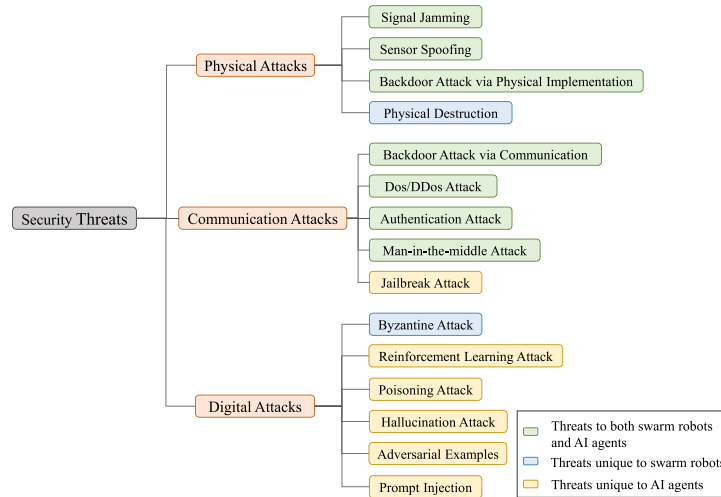 Security Threats
Physical Attacks
Signal Jamming
Sensor Spoofing
Backdoor Attack via Physical Implementation
Physical Destruction
Communication Attacks
Backdoor Attack via Communication
Dos/DDos Attack
Authentication Attack
Man-in-the-middle Attack
Jailbreak Attack
Digital Attacks
Byzantine Attack
Reinforcement Learning Attack
Poisoning Attack
Hallucination Attack
Adversarial Examples
Prompt Injection
Threats to both swarm robots
and AI agents
Threats unique to swarm robots
Threats unique to AI agents